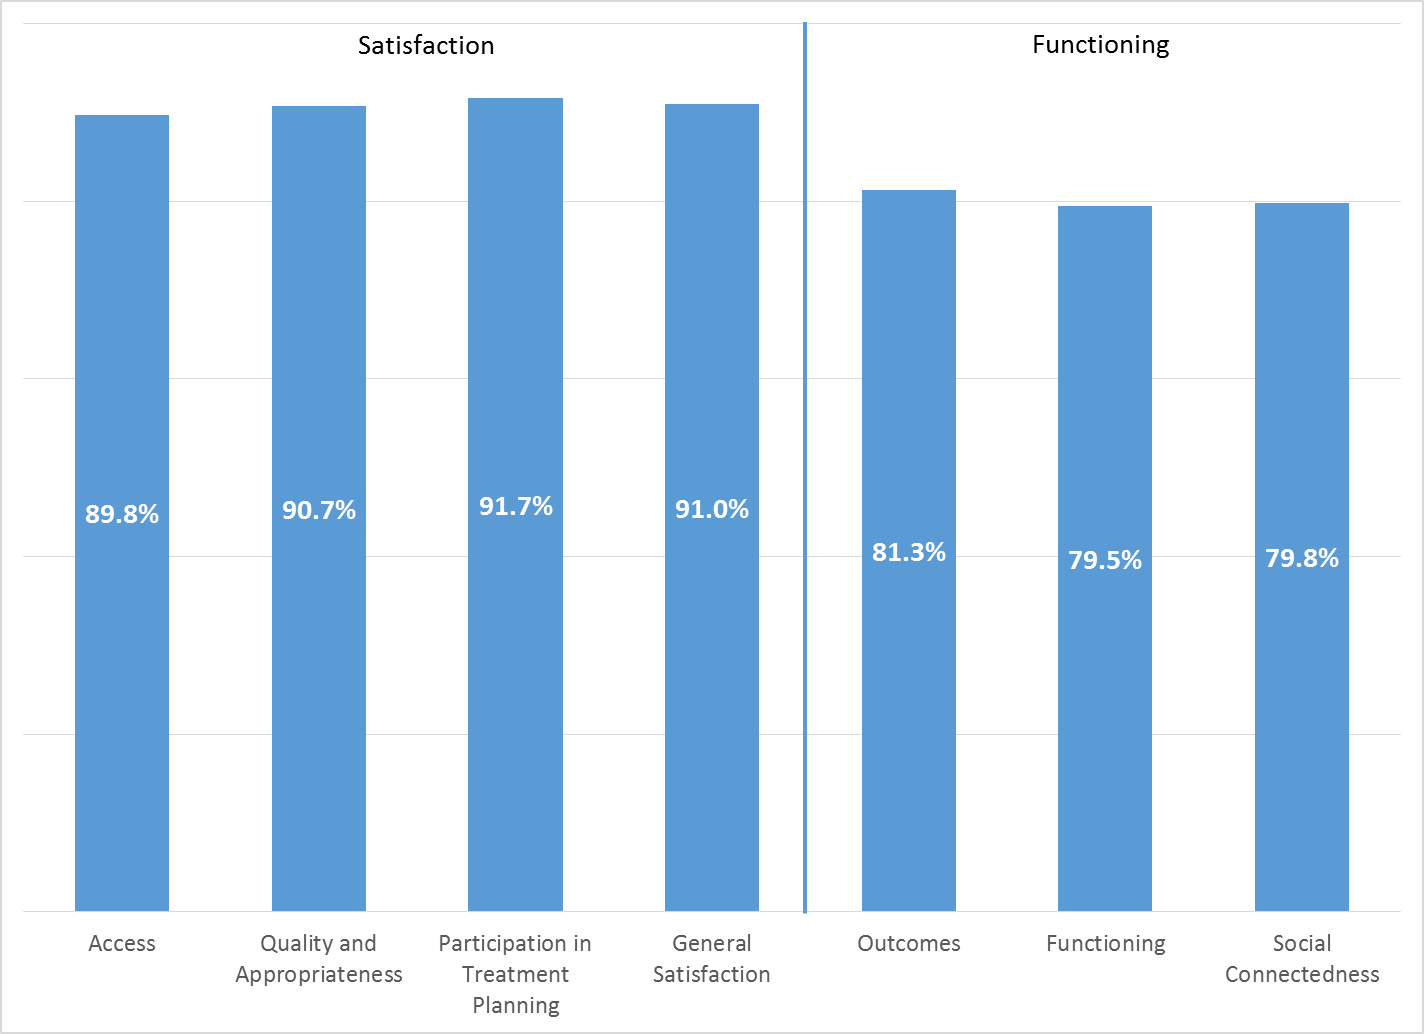 Satisfaction
Functioning
89.8%
90.7%
91.7%
91.0%
81.3%
79.5%
79.8%
Access
Quality and
Appropriateness
Participation in
Treatment
Planning
General
Satisfaction
Outcomes
Functioning
Social
Connectedness